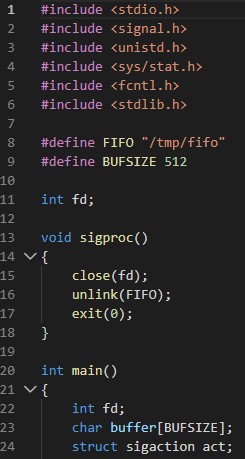 1 #include <stdio.h>
2 #include <signal.h>
3 #include <unistd.h>
4 #include <sys/stat.h>
5 #include <fcntl.h>
6 #include <stdlib.h>
7
8 #define FIFO "/tmp/fifo"
9 #define BUFSIZE 512
10
11 int fd;
12
13 void sigproc()
14 {
15     close(fd);
16     unlink(FIFO);
17     exit(0);
18 }
19
20 int main()
21 {
22     int fd;
23     char buffer[BUFSIZE];
24     struct sigaction act;